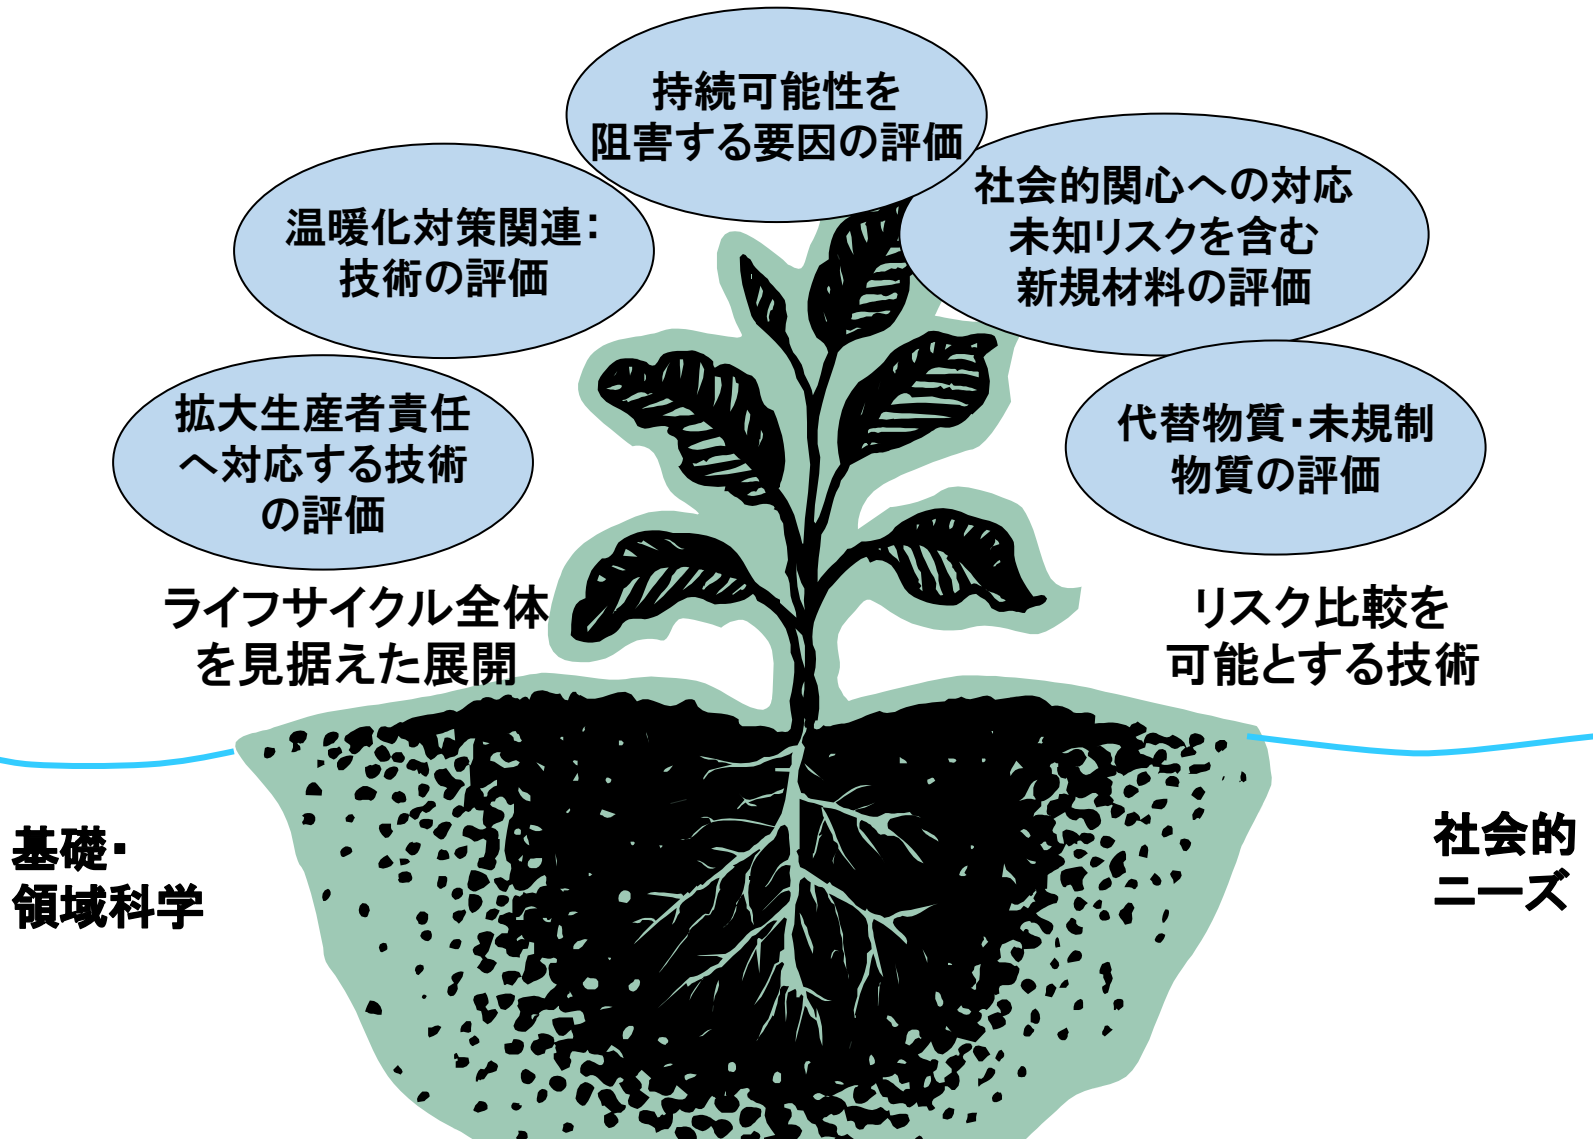 持続可能性を
阻害する要因の評価
温暖化対策関連：
技術の評価
社会的関心への対応
未知リスクを含む
新規材料の評価
拡大生産者責任
へ対応する技術
の評価
代替物質・未規制
物質の評価
ライフサイクル全体
を見据えた展開
リスク比較を
可能とする技術
基礎・
領域科学
社会的
ニーズ